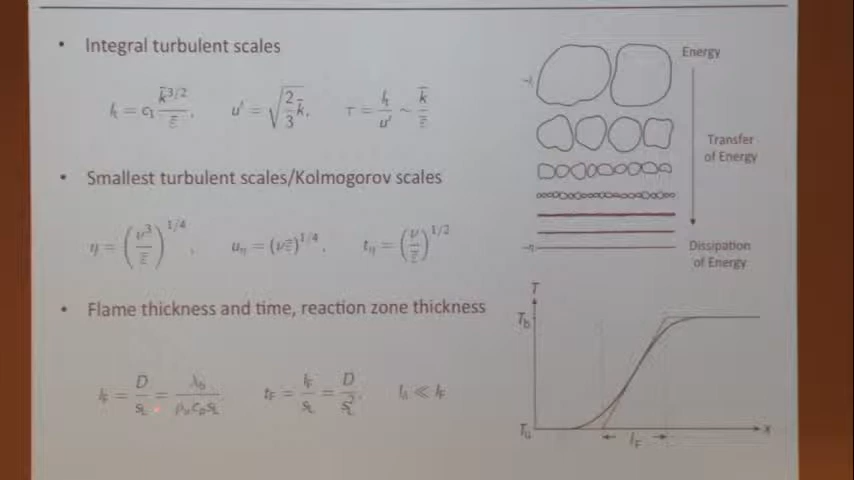 • Integral turbulent scales
lₜ = c₁ k̄^{3/2}/ε̄, u′ = √(2/3 k̄), τ = lₜ/u′ ~ k̄/ε̄
• Smallest turbulent scales/Kolmogorov scales
η = (ν³/ε̄)^{1/4}, u_η = (νε̄)^{1/4}, t_η = (ν/ε̄)^{1/2}
• Flame thickness and time, reaction zone thickness
l_F = D/s_L = λ_b/(ρ_u c_p s_L) t_F = l_F/s_L = D/s_L², l_δ ≪ l_F
Energy
Transfer
of Energy
~η
Dissipation
of Energy
T
T_b
T_u
x
l_F